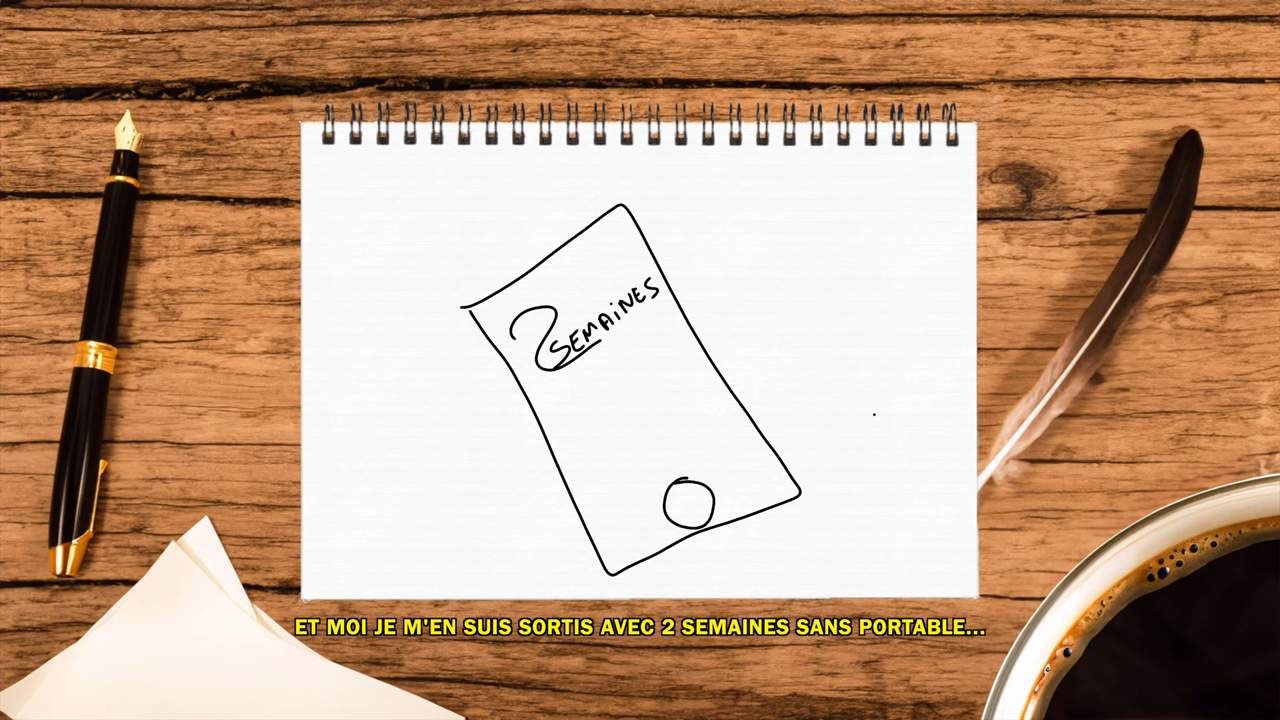 2 SEMAiNES
ET MOI JE M'EN SUIS SORTIS AVEC 2 SEMAINES SANS PORTABLE...